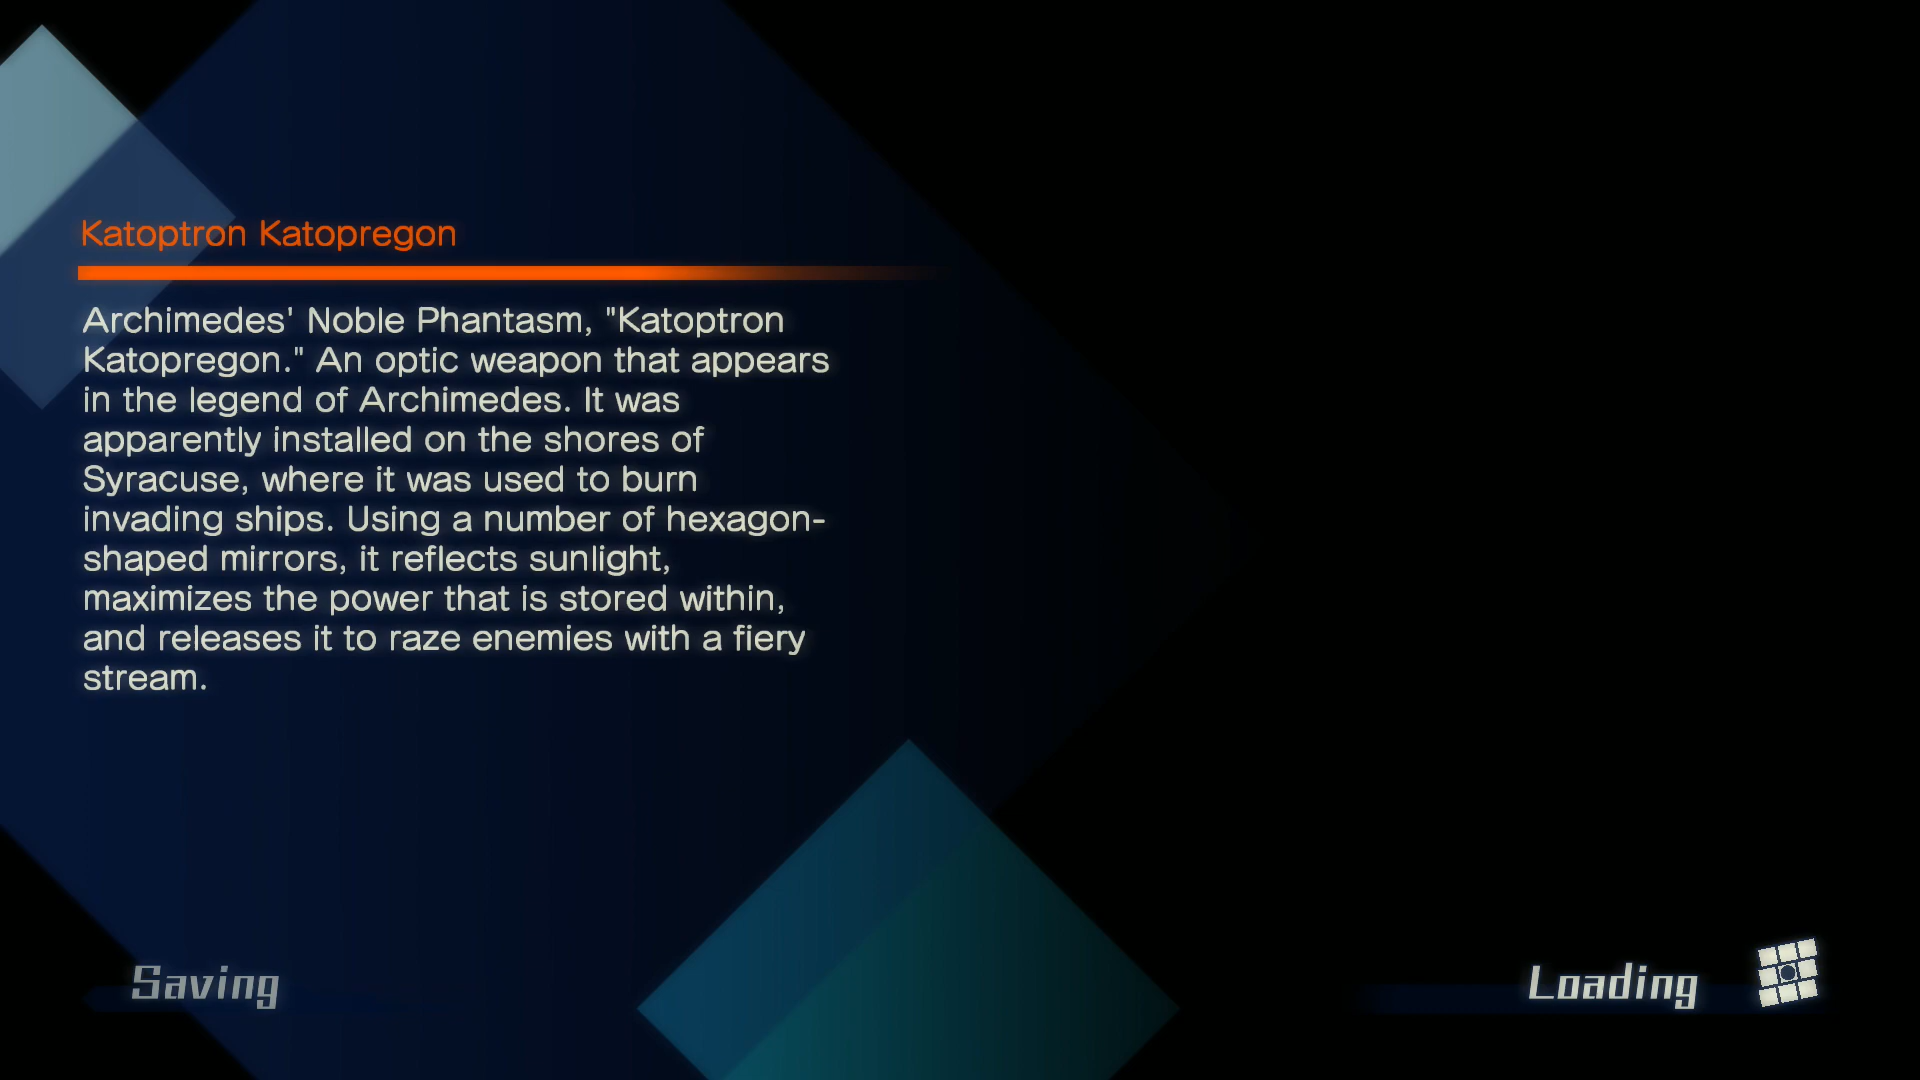 Katoptron Katopregon
Archimedes' Noble Phantasm, "Katoptron
Katopregon." An optic weapon that appears
in the legend of Archimedes. It was
apparently installed on the shores of
Syracuse, where it was used to burn
invading ships. Using a number of hexagon-
shaped mirrors, it reflects sunlight,
maximizes the power that is stored within,
and releases it to raze enemies with a fiery
stream.
Saving
Loading